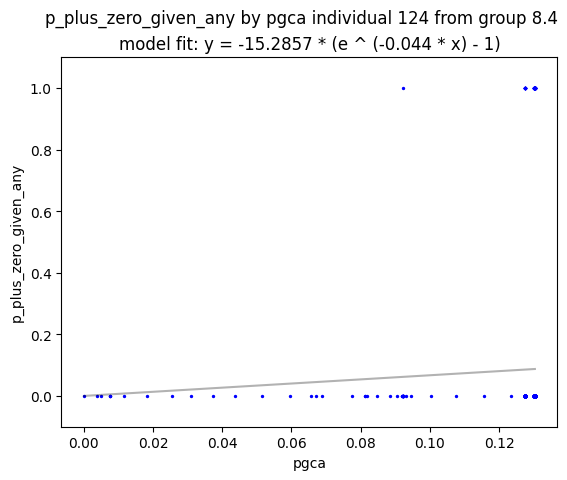 p_plus_zero_given_any by pgca individual 124 from group 8.4
model fit: y = -15.2857 * (e ^ (-0.044 * x) - 1)
1.0
0.8
0.6
0.4
0.2
0.0
p_plus_zero_given_any
0.00 0.02 0.04 0.06 0.08 0.10 0.12
pgca